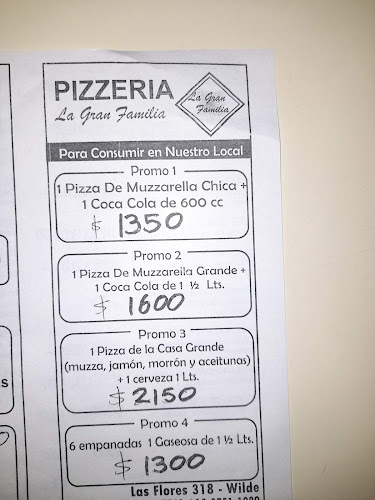 PIZZERIA
La Gran Familia
La Gran
Familia
Para Consumir en Nuestro Local
Promo 1
1 Pizza De Muzzarella Chica +
1 Coca Cola de 600 cc
$ 1350
Promo 2
1 Pizza De Muzzarella Grande +
1 Coca Cola de 1 ½ Lts.
$ 1600
Promo 3
1 Pizza de la Casa Grande
(muzza, jamón, morrón y aceitunas)
+ 1 cerveza 1 Lts.
$ 2150
Promo 4
6 empanadas 1 Gaseosa de 1 ½ Lts.
$ 1300
Las Flores 318 - Wilde